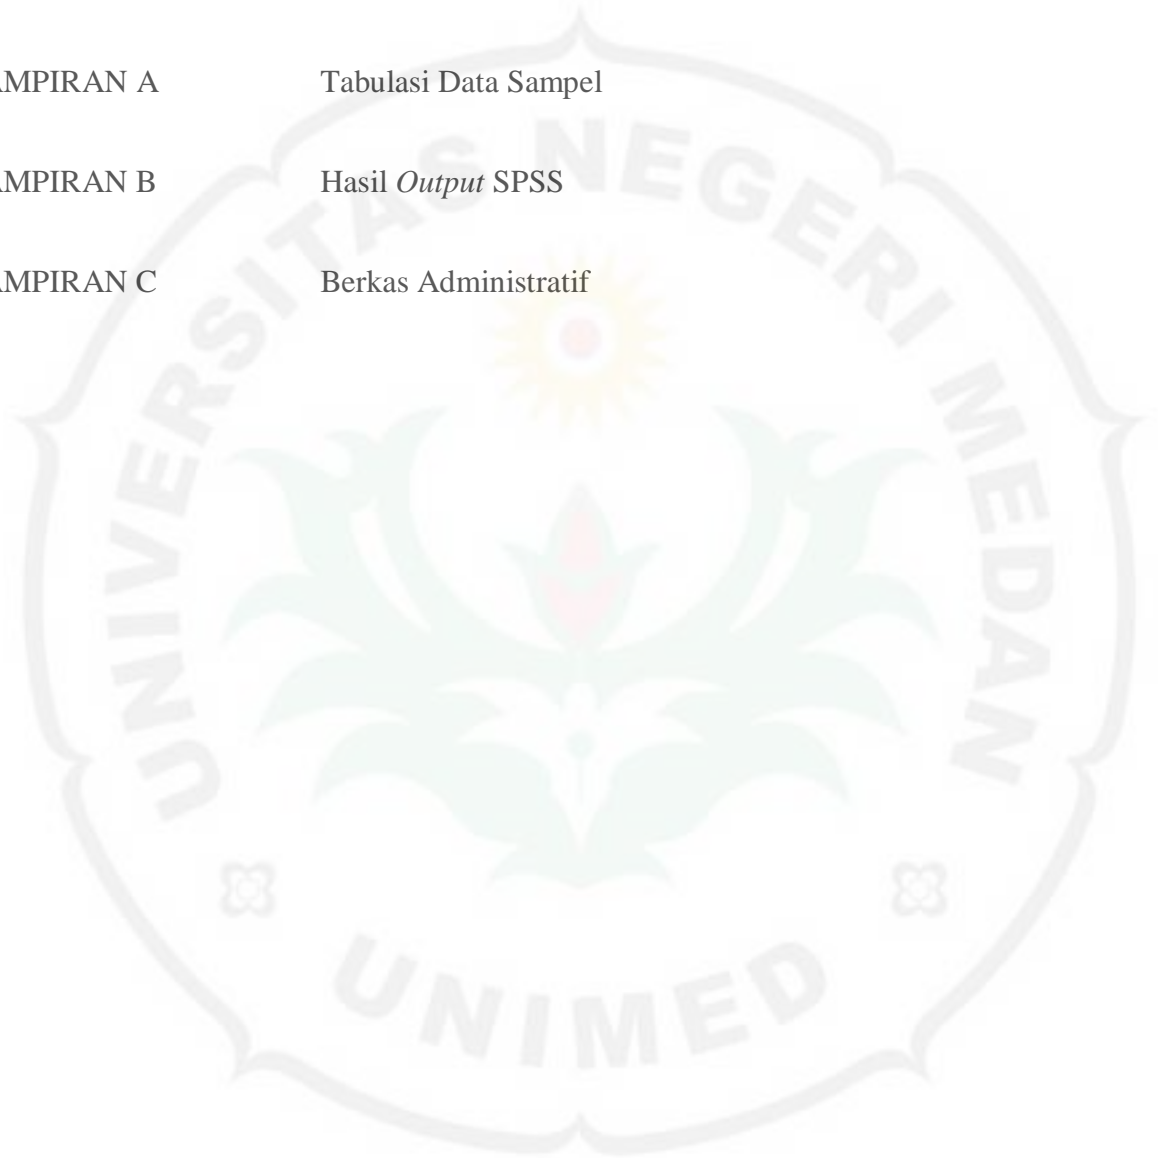 AMPIRAN A Tabulasi Data Sampel
AMPIRAN B Hasil Output SPSS
AMPIRAN C Berkas Administratif
UNIVERSITAS NEGERI MEDAN
UNIMED